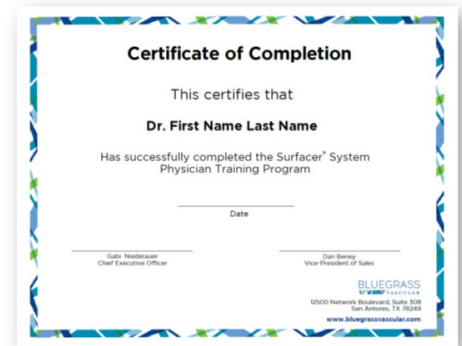 Certificate of Completion
This certifies that
Dr. First Name Last Name
Has successfully completed the Surfacer® System
Physician Training Program
Date
Gabi Niederauer
Chief Executive Officer
Dan Beney
Vice-President of Sales
BLUEGRASS
VASCULAR
12500 Network Boulevard, Suite 308
San Antonio, TX 78249
www.bluegrassvascular.com